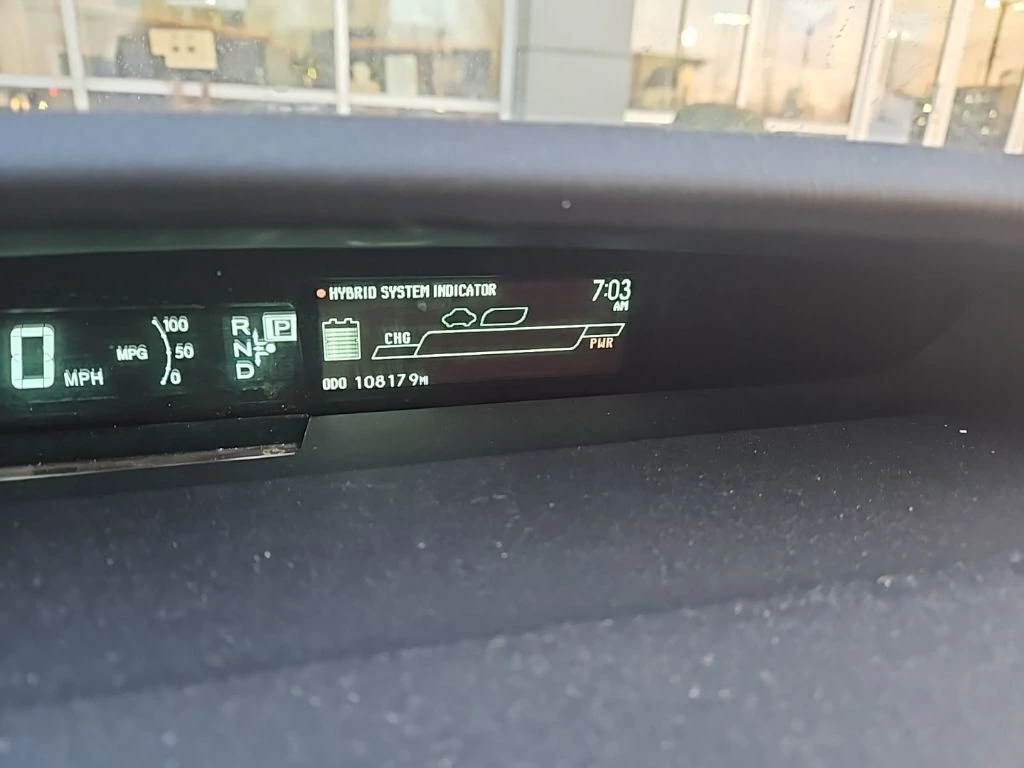 0 MPH
MPG
100
50
0
R
P
N
D
HYBRID SYSTEM INDICATOR
7:03
AM
CHG
PWR
ODO 108179MI